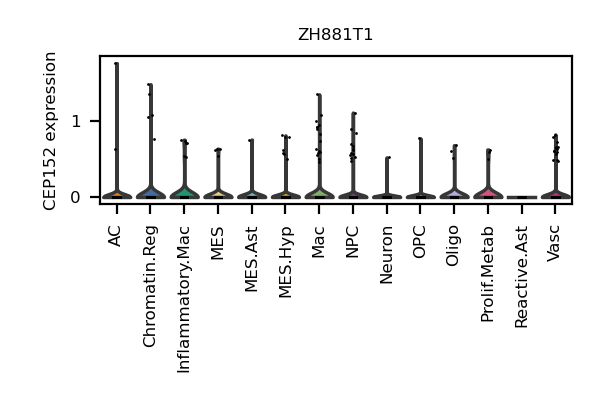 ZH881T1
CEP152 expression
1
0
AC
Chromatin.Reg
Inflammatory.Mac
MES
MES.Ast
MES.Hyp
Mac
NPC
Neuron
OPC
Oligo
Prolif.Metab
Reactive.Ast
Vasc